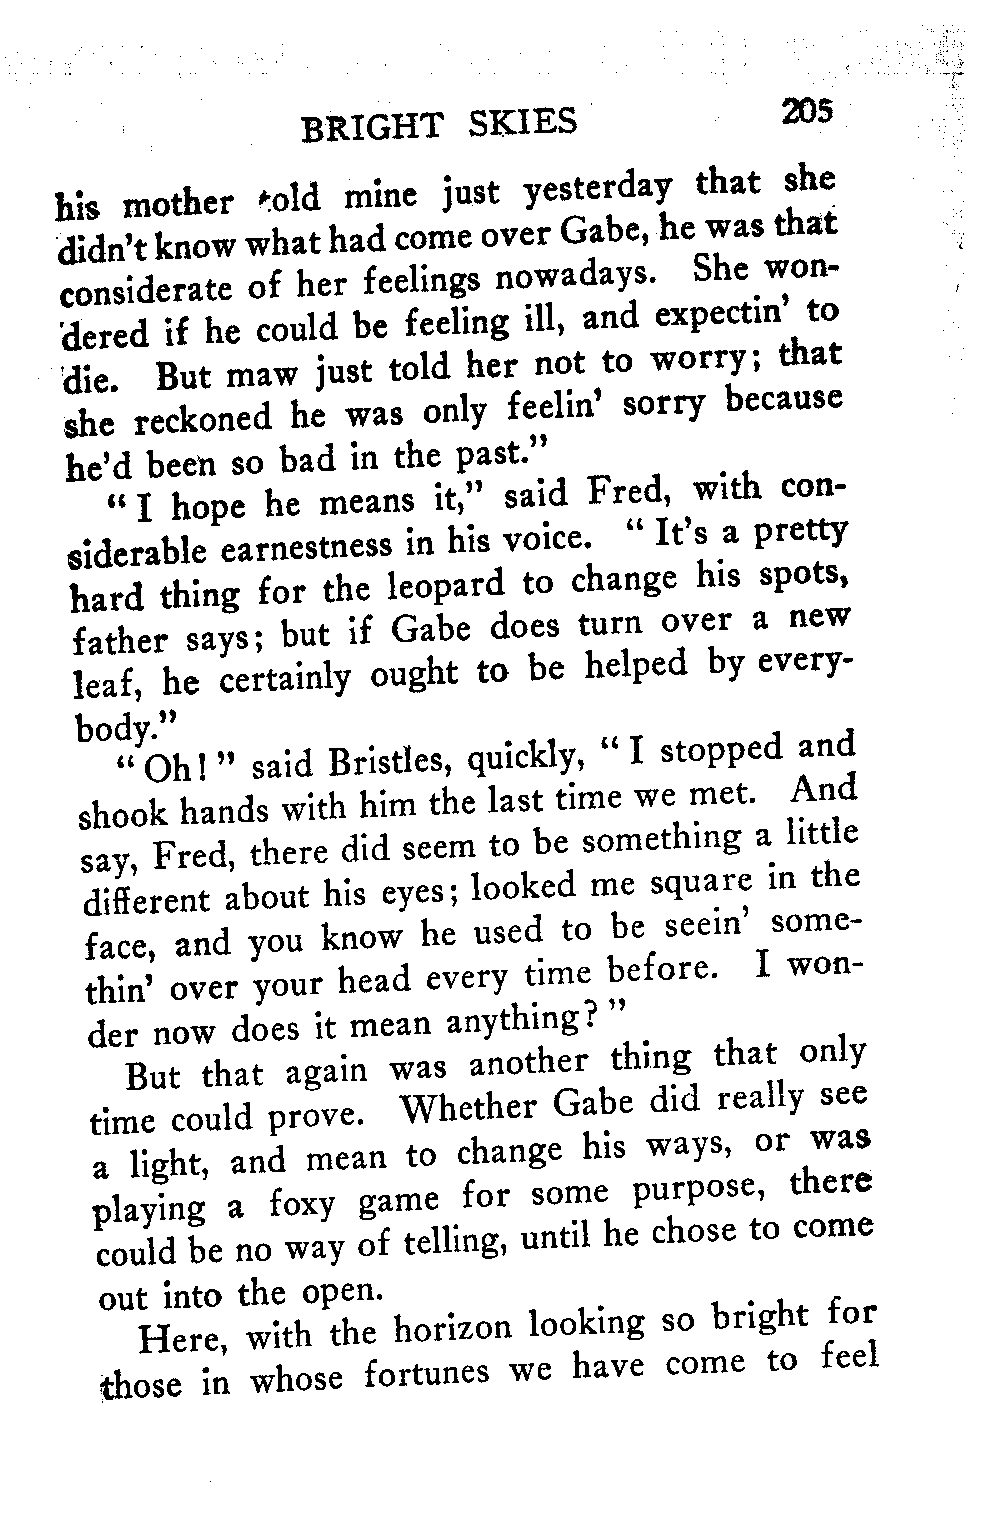 BRIGHT SKIES 205
his mother told mine just yesterday that she
didn't know what had come over Gabe, he was that
considerate of her feelings nowadays. She won-
dered if he could be feeling ill, and expectin' to
die. But maw just told her not to worry; that
she reckoned he was only feelin' sorry because
he'd been so bad in the past."
"I hope he means it," said Fred, with con-
siderable earnestness in his voice. "It's a pretty
hard thing for the leopard to change his spots,
father says; but if Gabe does turn over a new
leaf, he certainly ought to be helped by every-
body."
"Oh!" said Bristles, quickly, "I stopped and
shook hands with him the last time we met. And
say, Fred, there did seem to be something a little
different about his eyes; looked me square in the
face, and you know he used to be seein' some-
thin' over your head every time before. I won-
der now does it mean anything?"
But that again was another thing that only
time could prove. Whether Gabe did really see
a light, and mean to change his ways, or was
playing a foxy game for some purpose, there
could be no way of telling, until he chose to come
out into the open.
Here, with the horizon looking so bright for
those in whose fortunes we have come to feel